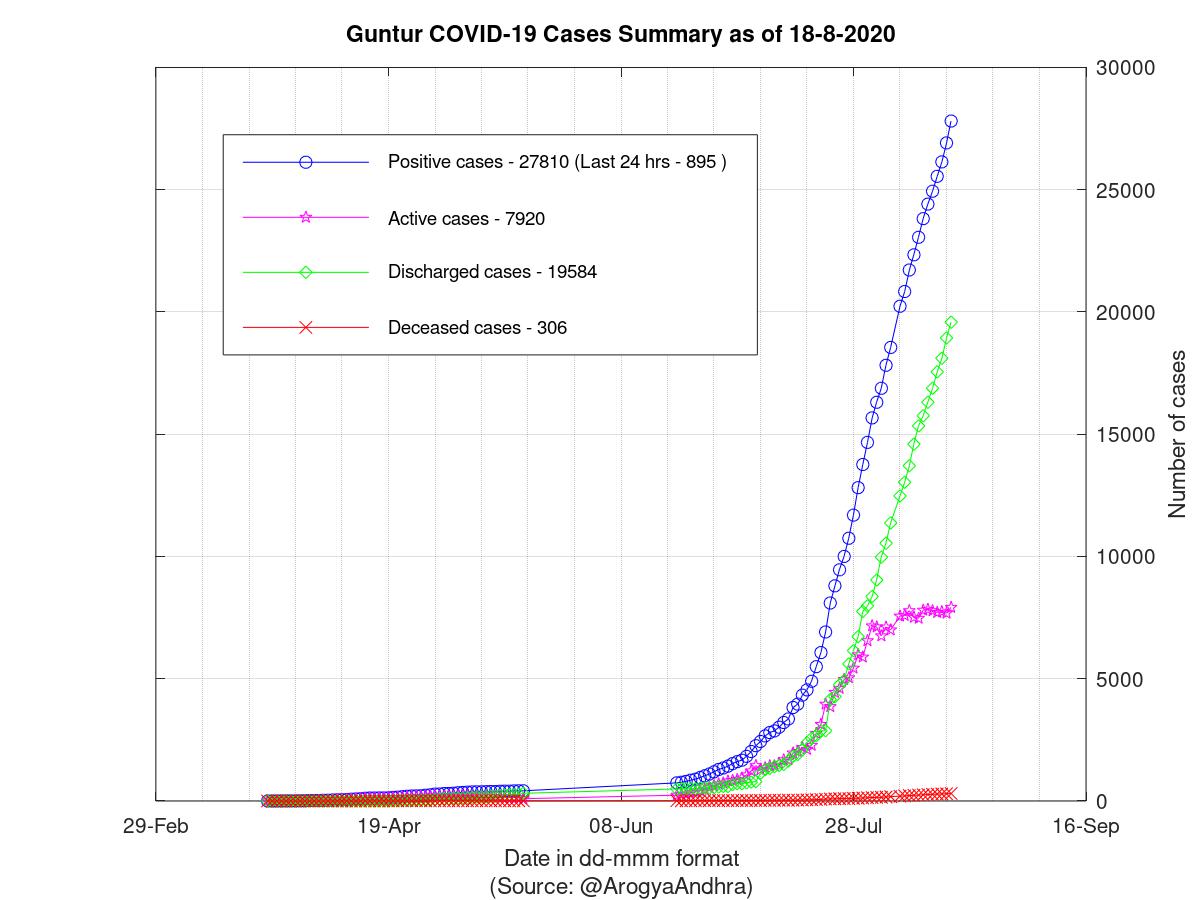 Guntur COVID-19 Cases Summary as of 18-8-2020
Positive cases - 27810 (Last 24 hrs - 895 )
Active cases - 7920
Discharged cases - 19584
Deceased cases - 306
30000
25000
20000
15000
10000
5000
0
Number of cases
29-Feb 19-Apr 08-Jun 28-Jul 16-Sep
Date in dd-mmm format
(Source: @ArogyaAndhra)